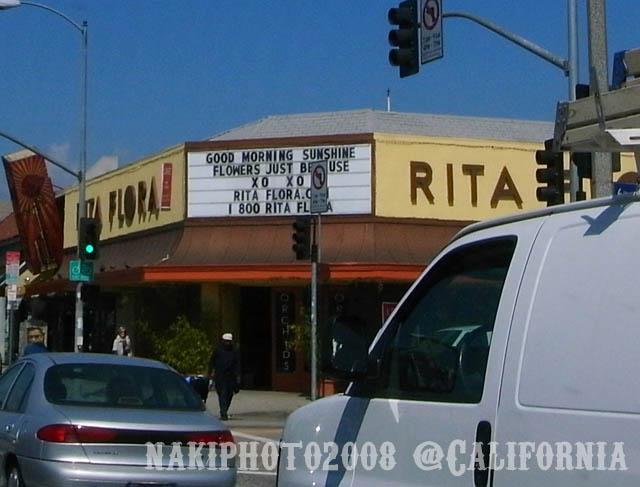 GOOD MORNING SUNSHINE
FLOWERS JUST BE USE
XO XO
RITA FLORA.C
1 800 RITA FL A
RITA
TA FLORA
ORCHIDS
NAKIPHOTO2008 @CALIFORNIA